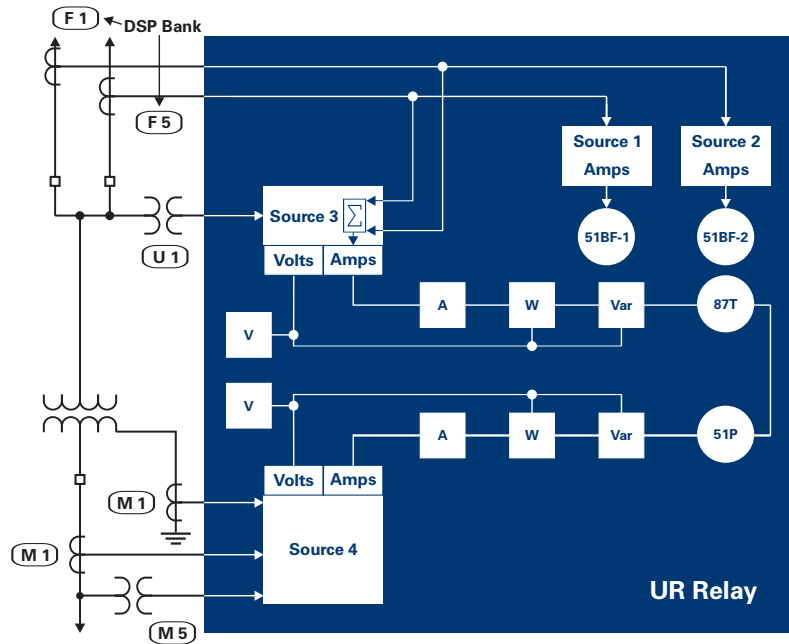 F 1
DSP Bank
F 5
Source 1
Amps
Source 2
Amps
Source 3
Σ
51BF-1
51BF-2
U 1
Volts
Amps
A
W
Var
87T
V
V
A
W
Var
51P
Volts
Amps
M 1
M 1
Source 4
UR Relay
M 5